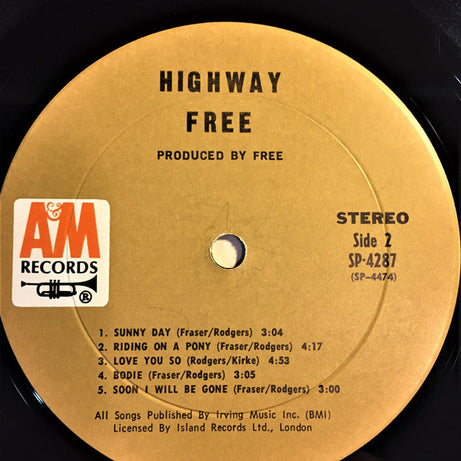 HIGHWAY
FREE
PRODUCED BY FREE
A&M
RECORDS
®
STEREO
Side 2
SP-4287
(SP-4474)
1. SUNNY DAY (Fraser/Rodgers) 3:04
2. RIDING ON A PONY (Fraser/Rodgers) 4:17
3. LOVE YOU SO (Rodgers/Kirke) 4:53
4. BODIE (Fraser/Rodgers) 3:05
5. SOON I WILL BE GONE (Fraser/Rodgers) 3:00
All Songs Published By Irving Music Inc. (BMI)
Licensed By Island Records Ltd., London